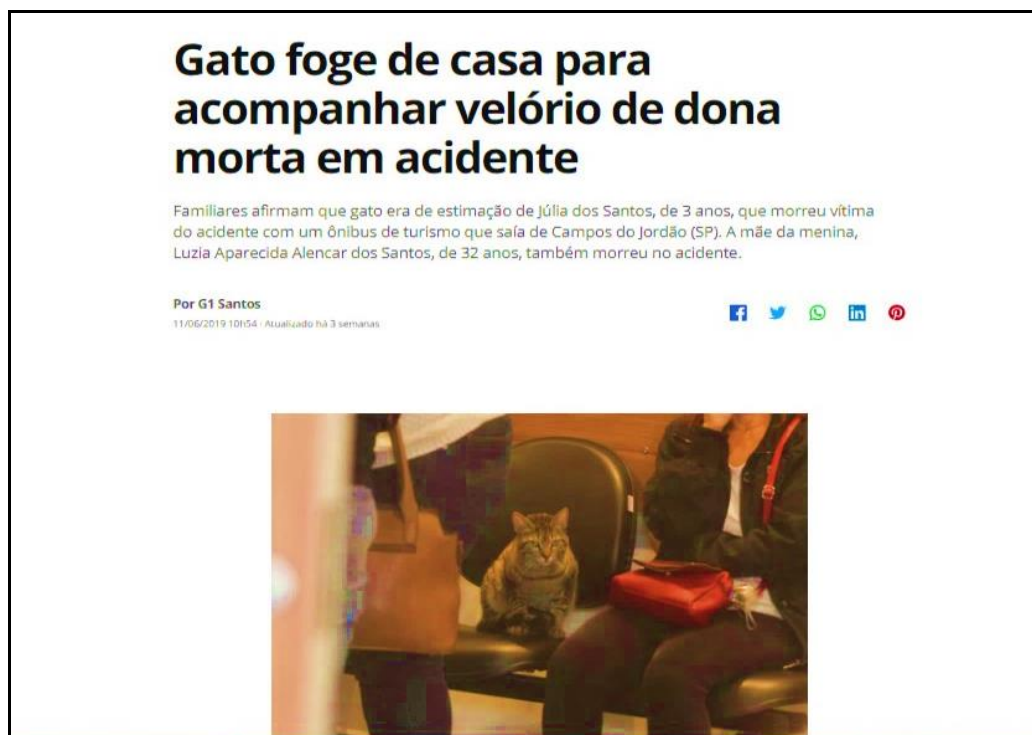 Gato foge de casa para
acompanhar velório de dona
morta em acidente
Familiares afirmam que gato era de estimação de Júlia dos Santos, de 3 anos, que morreu vítima
do acidente com um ônibus de turismo que saía de Campos do Jordão (SP). A mãe da menina,
Luzia Aparecida Alencar dos Santos, de 32 anos, também morreu no acidente.
Por G1 Santos
11/06/2019 10h54 · Atualizado há 3 semanas